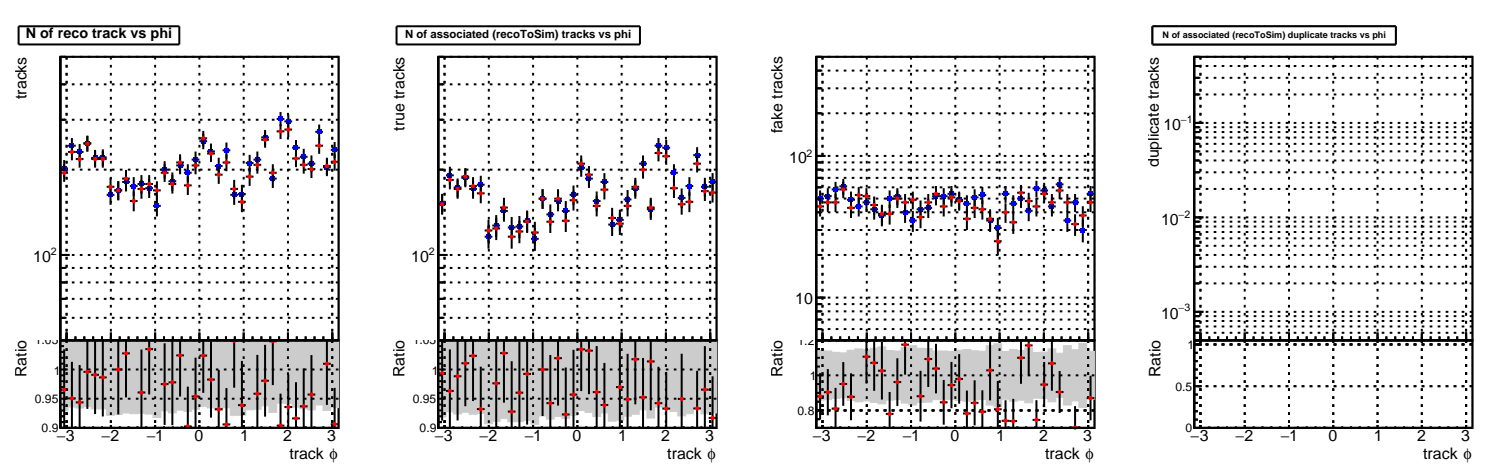 N of reco track vs phi
tracks
10²
Ratio
1.05
1
0.95
0.9
−3 −2 −1 0 1 2 3
track φ
N of associated (recoToSim) tracks vs phi
true tracks
10²
Ratio
1.05
1
0.95
0.9
−3 −2 −1 0 1 2 3
track φ
fake tracks
10²
10
Ratio
1.2
1
0.8
−3 −2 −1 0 1 2 3
track φ
N of associated (recoToSim) duplicate tracks vs phi
duplicate tracks
10⁻¹
10⁻²
10⁻³
Ratio
1
0.5
0
−3 −2 −1 0 1 2 3
track φ